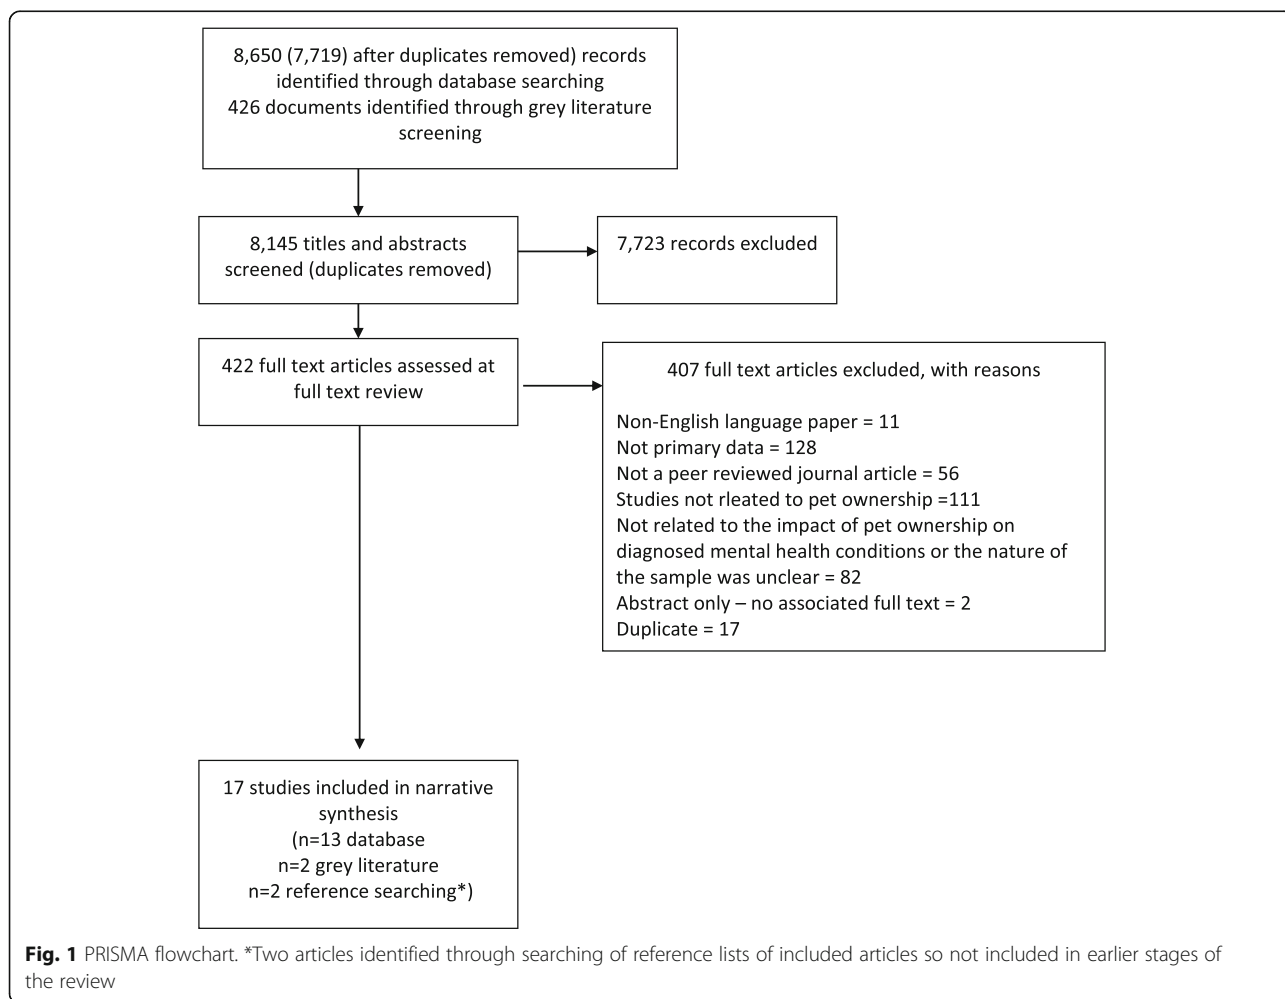 8,650 (7,719) after duplicates removed) records
identified through database searching
426 documents identified through grey literature
screening
8,145 titles and abstracts
screened (duplicates removed)
7,723 records excluded
422 full text articles assessed at
full text review
407 full text articles excluded, with reasons
Non-English language paper = 11
Not primary data = 128
Not a peer reviewed journal article = 56
Studies not rleated to pet ownership =111
Not related to the impact of pet ownership on
diagnosed mental health conditions or the nature of
the sample was unclear = 82
Abstract only – no associated full text = 2
Duplicate = 17
17 studies included in narrative
synthesis
(n=13 database
n=2 grey literature
n=2 reference searching*)
Fig. 1 PRISMA flowchart. *Two articles identified through searching of reference lists of included articles so not included in earlier stages of
the review